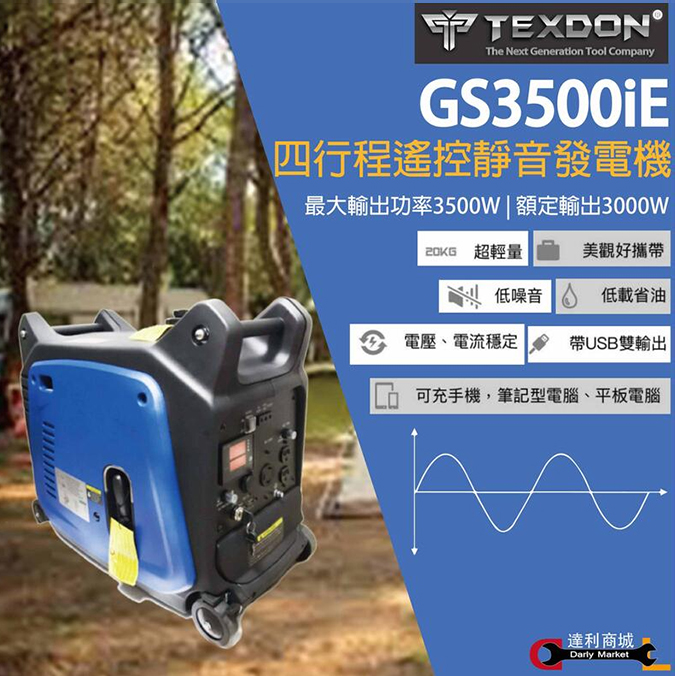 TEXDON®
The Next Generation Tool Company
GS3500iE
四行程遙控靜音發電機
最大輸出功率3500W | 額定輸出3000W
20KG 超輕量 美觀好攜帶
低噪音 低載省油
電壓、電流穩定 帶USB雙輸出
可充手機，筆記型電腦、平板電腦
達利商城
Darly Market